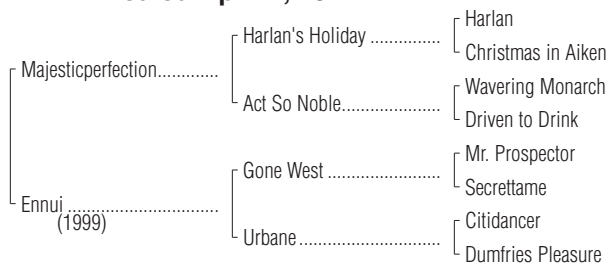 Majesticperfection.............
Harlan's Holiday ................
Harlan
Christmas in Aiken
Act So Noble.......................
Wavering Monarch
Driven to Drink
Ennui ...................................
(1999)
Gone West ..........................
Mr. Prospector
Secrettame
Urbane .................................
Citidancer
Dumfries Pleasure